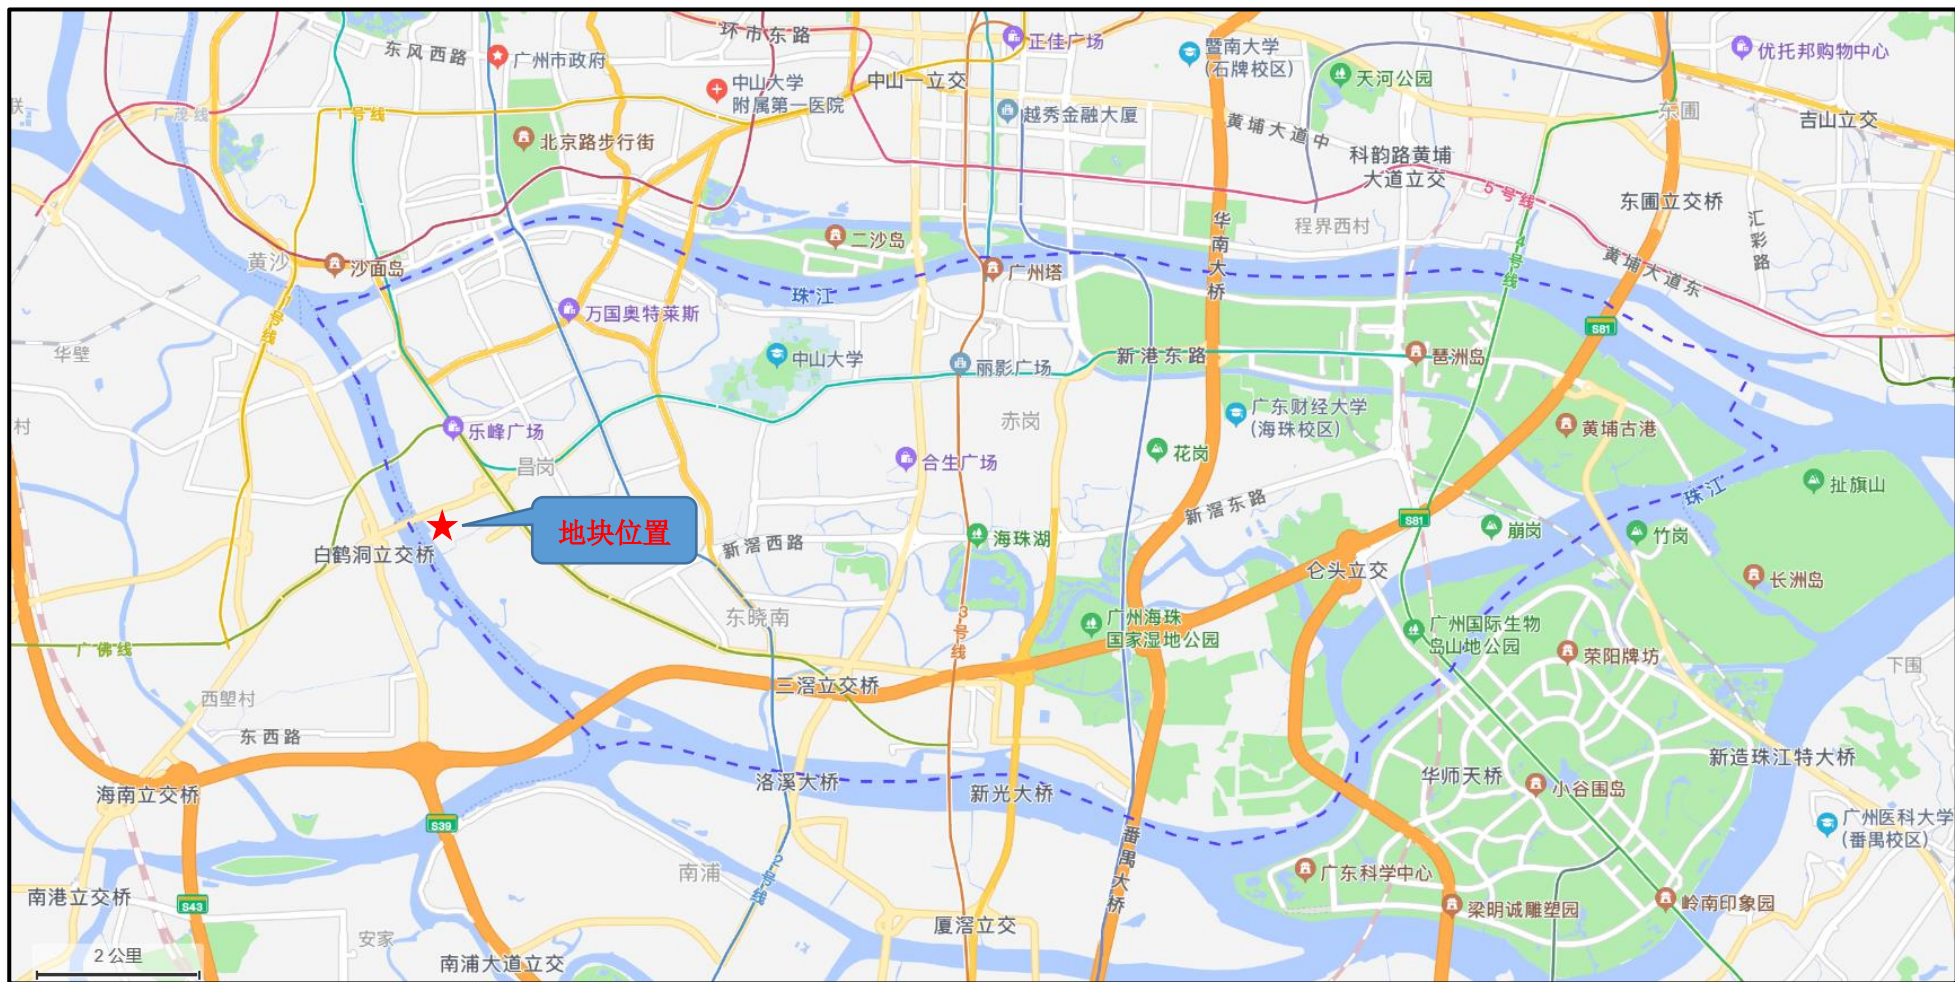 环市东路
正佳广场
东风西路
广州市政府
暨南大学
(石牌校区)
优托邦购物中心
天河公园
中山大学
附属第一医院
中山一立交
联
广茂线
1号线
越秀金融大厦
黄埔大道中
东圃
吉山立交
北京路步行街
科韵路黄埔
大道立交
5号线
东圃立交桥
华南大桥
程界西村
汇彩路
二沙岛
黄沙
沙面岛
广州塔
4号线
黄埔大道东
珠江
1号线
万国奥特莱斯
S81
华壁
中山大学
丽影广场
新港东路
琶洲岛
村
乐峰广场
赤岗
广东财经大学
(海珠校区)
黄埔古港
昌岗
合生广场
花岗
珠江
扯旗山
新滘东路
地块位置
S81
崩岗
竹岗
白鹤洞立交桥
新滘西路
海珠湖
仑头立交
长洲岛
东晓南
3号线
广州海珠
国家湿地公园
广州国际生物
岛山地公园
广佛线
荣阳牌坊
下围
西塱村
三滘立交桥
东西路
新造珠江特大桥
海南立交桥
洛溪大桥
新光大桥
华师天桥
小谷围岛
S39
番禺大桥
广州医科大学
(番禺校区)
南浦
2号线
广东科学中心
南港立交桥
S43
梁明诚雕塑园
岭南印象园
厦滘立交
安家
2公里
南浦大道立交